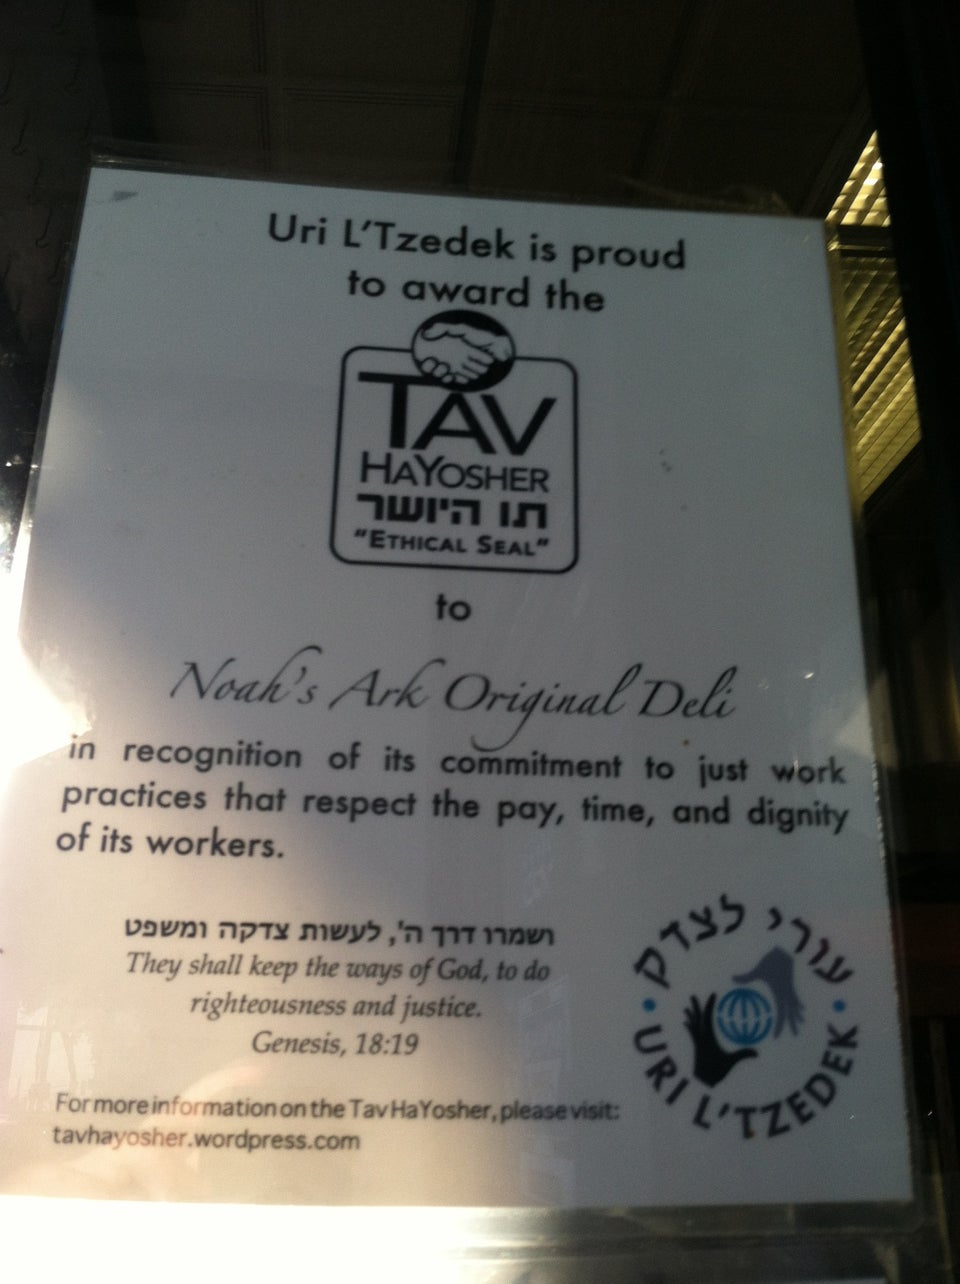 Uri L'Tzedek is proud
to award the
TAV
HAYOSHER
תו היושר
"ETHICAL SEAL"
to
Noah's Ark Original Deli
in recognition of its commitment to just work
practices that respect the pay, time, and dignity
of its workers.
ושמרו דרך ה', לעשות צדקה ומשפט
They shall keep the ways of God, to do
righteousness and justice.
Genesis, 18:19
עורי לצדק
URI L'TZEDEK
For more information on the Tav HaYosher, please visit:
tavhayosher.wordpress.com